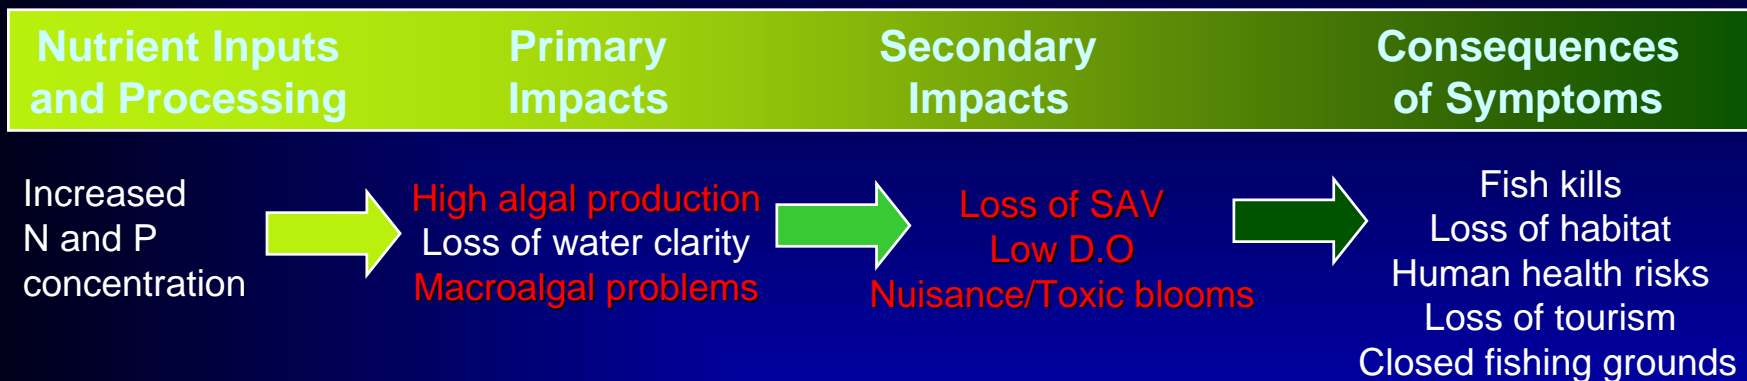 Nutrient Inputs
and Processing
Primary
Impacts
Secondary
Impacts
Consequences
of Symptoms
Increased
N and P
concentration
High algal production
Loss of water clarity
Macroalgal problems
Loss of SAV
Low D.O
Nuisance/Toxic blooms
Fish kills
Loss of habitat
Human health risks
Loss of tourism
Closed fishing grounds